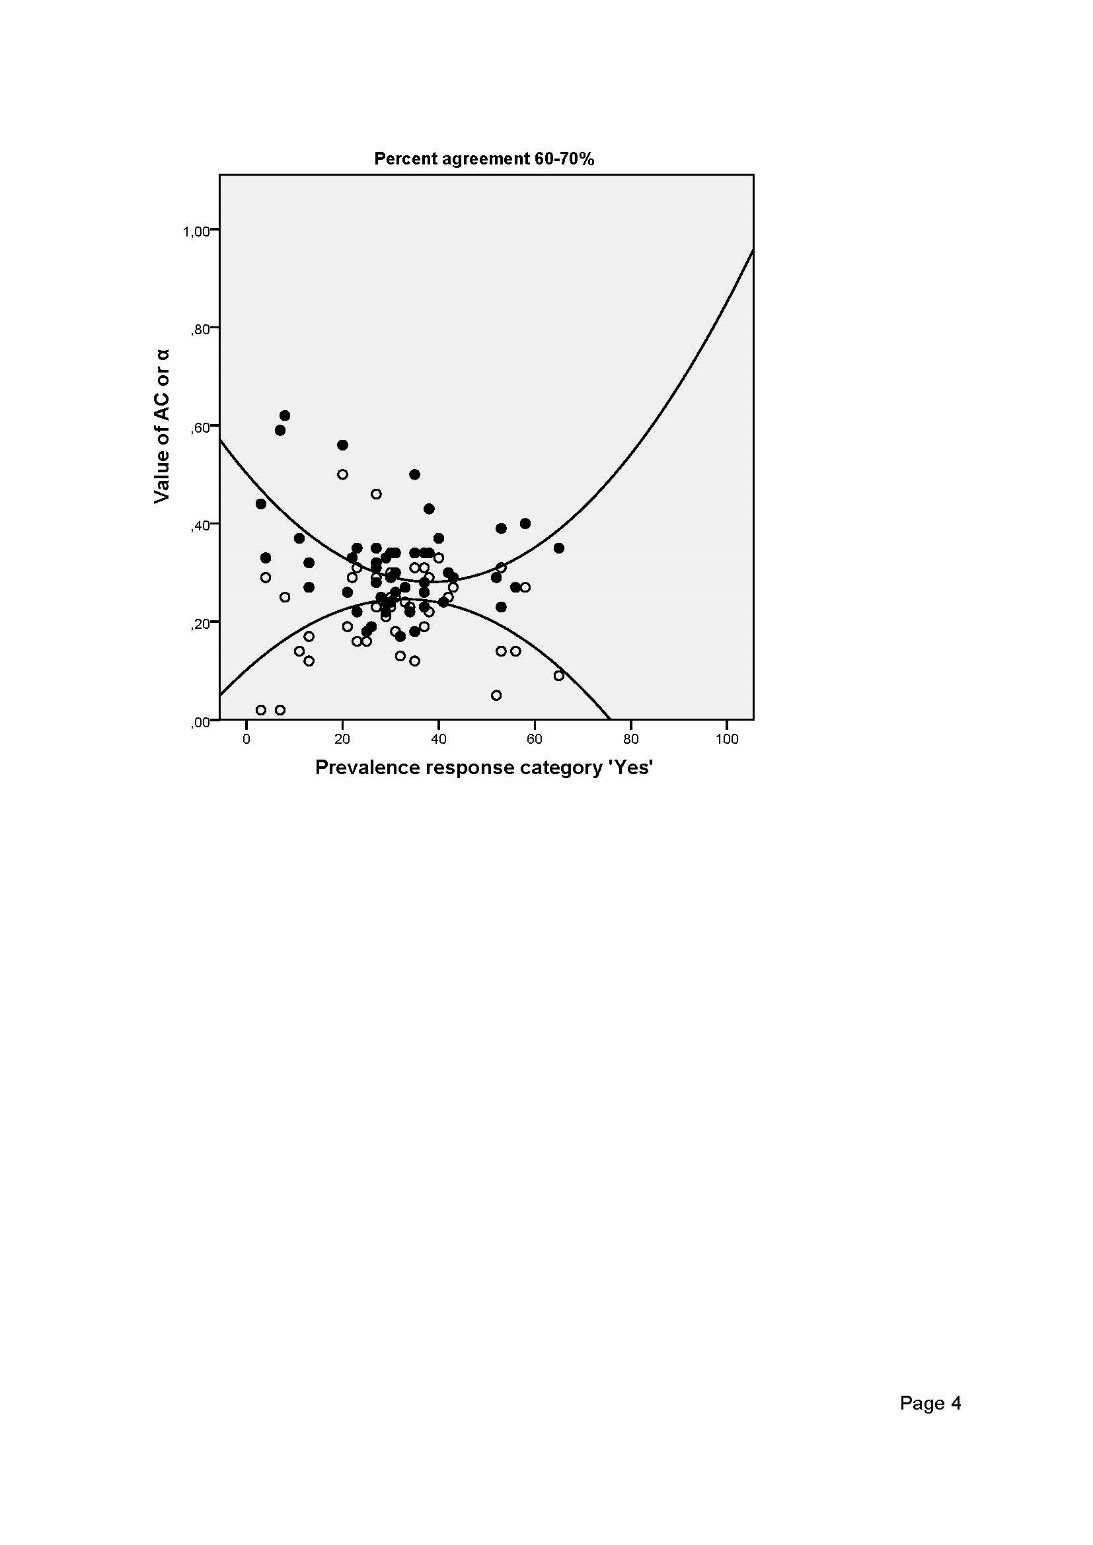 Percent agreement 60-70%
1,00
,80
,60
,40
,20
,00
Value of AC or α
0 20 40 60 80 100
Prevalence response category 'Yes'
Page 4